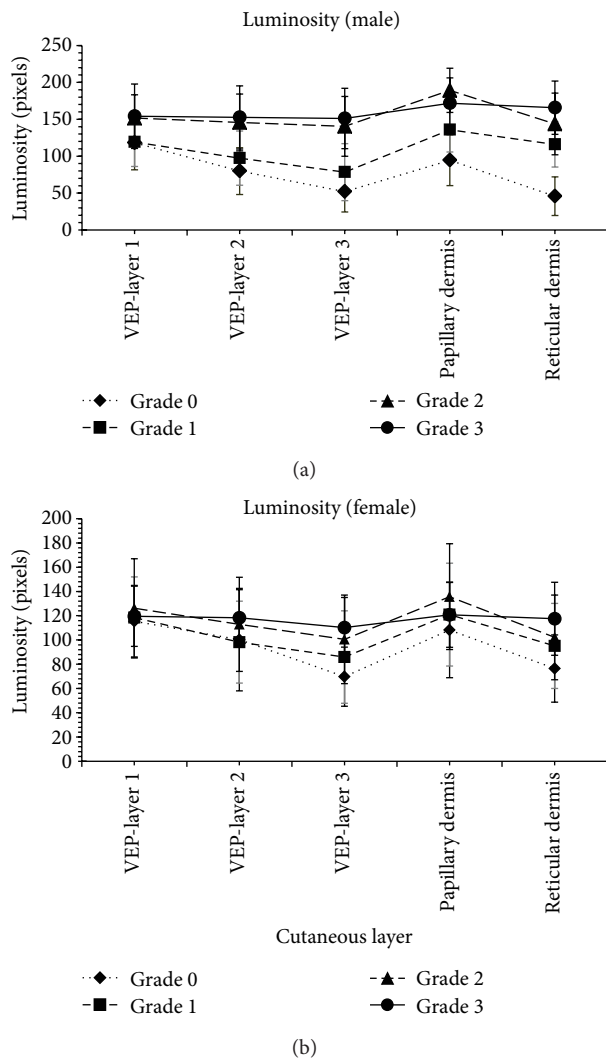 Luminosity (male)
Luminosity (pixels)
250
200
150
100
50
0
VEP-layer 1
VEP-layer 2
VEP-layer 3
Papillary dermis
Reticular dermis
Grade 0
Grade 2
Grade 1
Grade 3
(a)
Luminosity (female)
Luminosity (pixels)
200
180
160
140
120
100
80
60
40
20
0
VEP-layer 1
VEP-layer 2
VEP-layer 3
Papillary dermis
Reticular dermis
Cutaneous layer
Grade 0
Grade 2
Grade 1
Grade 3
(b)